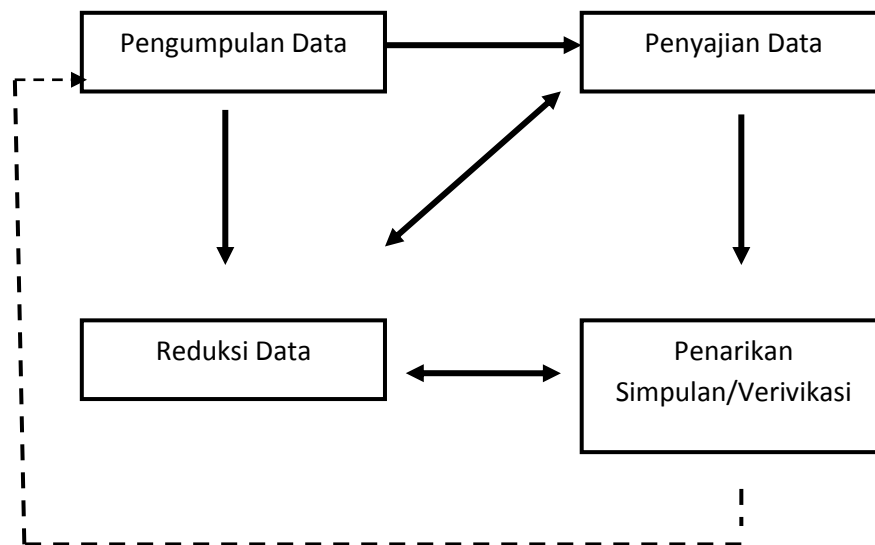 Pengumpulan Data
Penyajian Data
Reduksi Data
Penarikan
Simpulan/Verivikasi